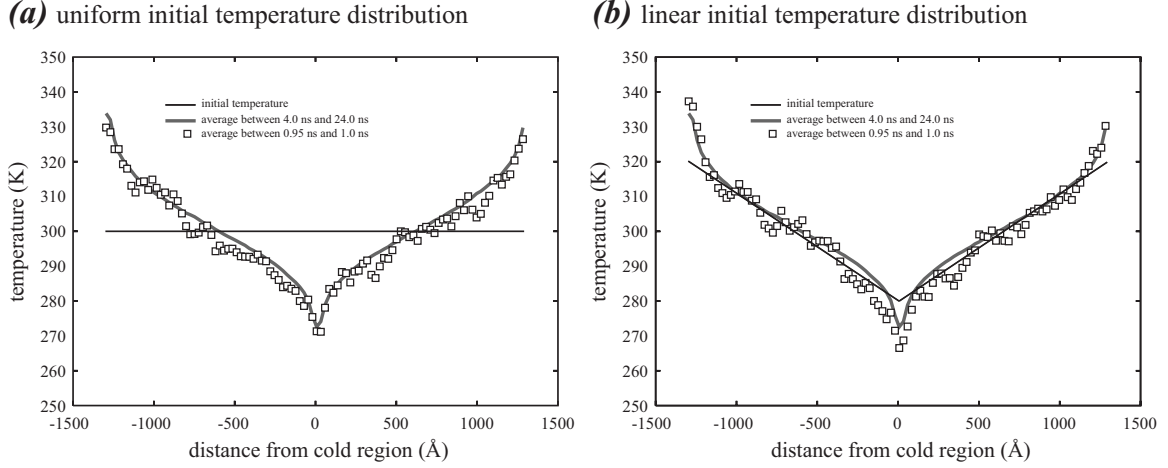 (a) uniform initial temperature distribution
350
340
330
320
310
300
290
280
270
260
250
temperature (K)
initial temperature
average between 4.0 ns and 24.0 ns
average between 0.95 ns and 1.0 ns
-1500 -1000 -500 0 500 1000 1500
distance from cold region (Å)
(b) linear initial temperature distribution
350
340
330
320
310
300
290
280
270
260
250
temperature (K)
initial temperature
average between 4.0 ns and 24.0 ns
average between 0.95 ns and 1.0 ns
-1500 -1000 -500 0 500 1000 1500
distance from cold region (Å)